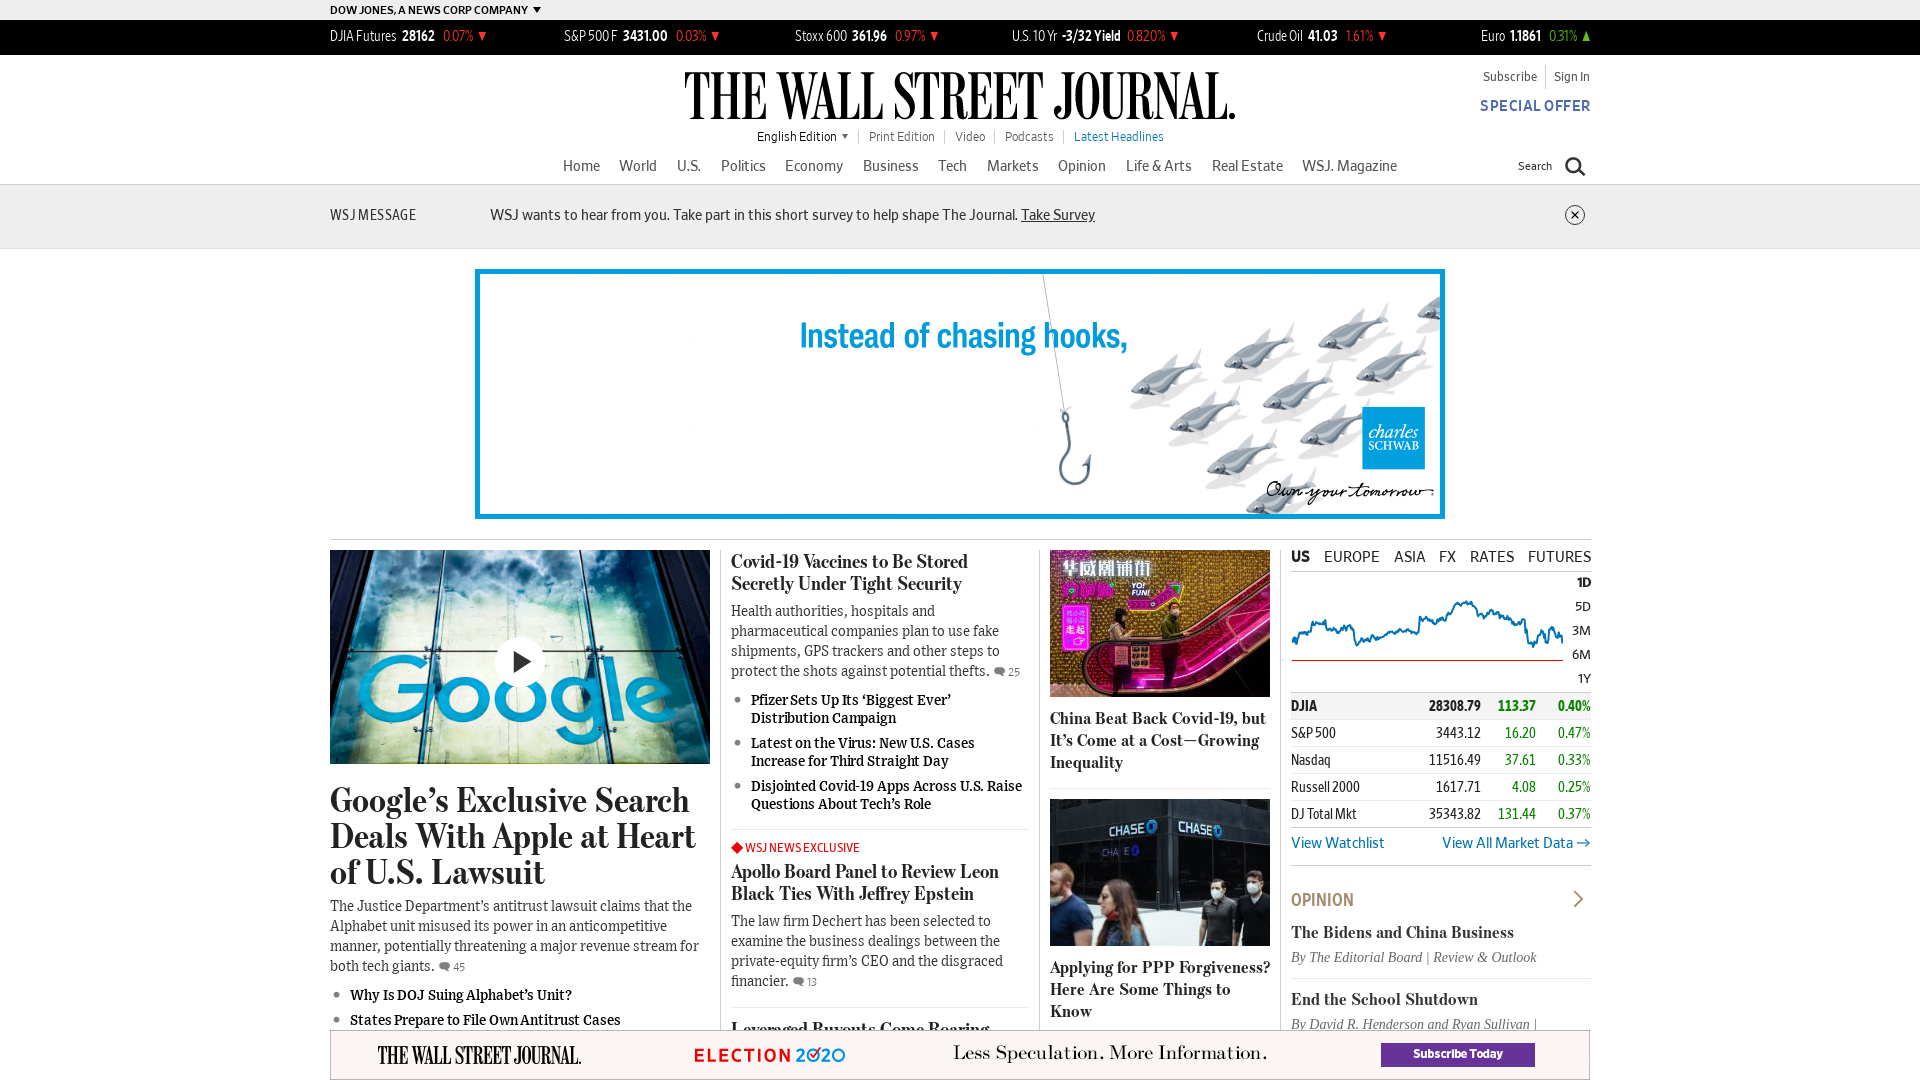 DOW JONES, A NEWS CORP COMPANY
DJIA Futures 28162 0.07% S&P 500 F 3431.00 0.03% Stoxx 600 361.96 0.97% U.S. 10 Yr -3/32 Yield 0.820% Crude Oil 41.03 1.61% Euro 1.1861 0.31%
Subscribe Sign In
THE WALL STREET JOURNAL.
SPECIAL OFFER
English Edition Print Edition Video Podcasts Latest Headlines
Home World U.S. Politics Economy Business Tech Markets Opinion Life & Arts Real Estate WSJ. Magazine Search
WSJ MESSAGE WSJ wants to hear from you. Take part in this short survey to help shape The Journal. Take Survey
Instead of chasing hooks,
charles
SCHWAB
Own your tomorrow
Google
Google's Exclusive Search
Deals With Apple at Heart
of U.S. Lawsuit
The Justice Department's antitrust lawsuit claims that the
Alphabet unit misused its power in an anticompetitive
manner, potentially threatening a major revenue stream for
both tech giants. 45
Why Is DOJ Suing Alphabet's Unit?
States Prepare to File Own Antitrust Cases
Covid-19 Vaccines to Be Stored
Secretly Under Tight Security
Health authorities, hospitals and
pharmaceutical companies plan to use fake
shipments, GPS trackers and other steps to
protect the shots against potential thefts. 25
Pfizer Sets Up Its ‘Biggest Ever’
Distribution Campaign
Latest on the Virus: New U.S. Cases
Increase for Third Straight Day
Disjointed Covid-19 Apps Across U.S. Raise
Questions About Tech's Role
WSJ NEWS EXCLUSIVE
Apollo Board Panel to Review Leon
Black Ties With Jeffrey Epstein
The law firm Dechert has been selected to
examine the business dealings between the
private-equity firm's CEO and the disgraced
financier. 13
Leveraged Buyouts Come Roaring
华威潮铺街
YO!
FUN!
走起
China Beat Back Covid-19, but
It's Come at a Cost—Growing
Inequality
CHASE CHASE
CHASE
Applying for PPP Forgiveness?
Here Are Some Things to
Know
US EUROPE ASIA FX RATES FUTURES
1D
5D
3M
6M
1Y
DJIA 28308.79 113.37 0.40%
S&P 500 3443.12 16.20 0.47%
Nasdaq 11516.49 37.61 0.33%
Russell 2000 1617.71 4.08 0.25%
DJ Total Mkt 35343.82 131.44 0.37%
View Watchlist View All Market Data
OPINION
The Bidens and China Business
By The Editorial Board | Review & Outlook
End the School Shutdown
By David R. Henderson and Ryan Sullivan |
THE WALL STREET JOURNAL. ELECTION 2020 Less Speculation. More Information. Subscribe Today